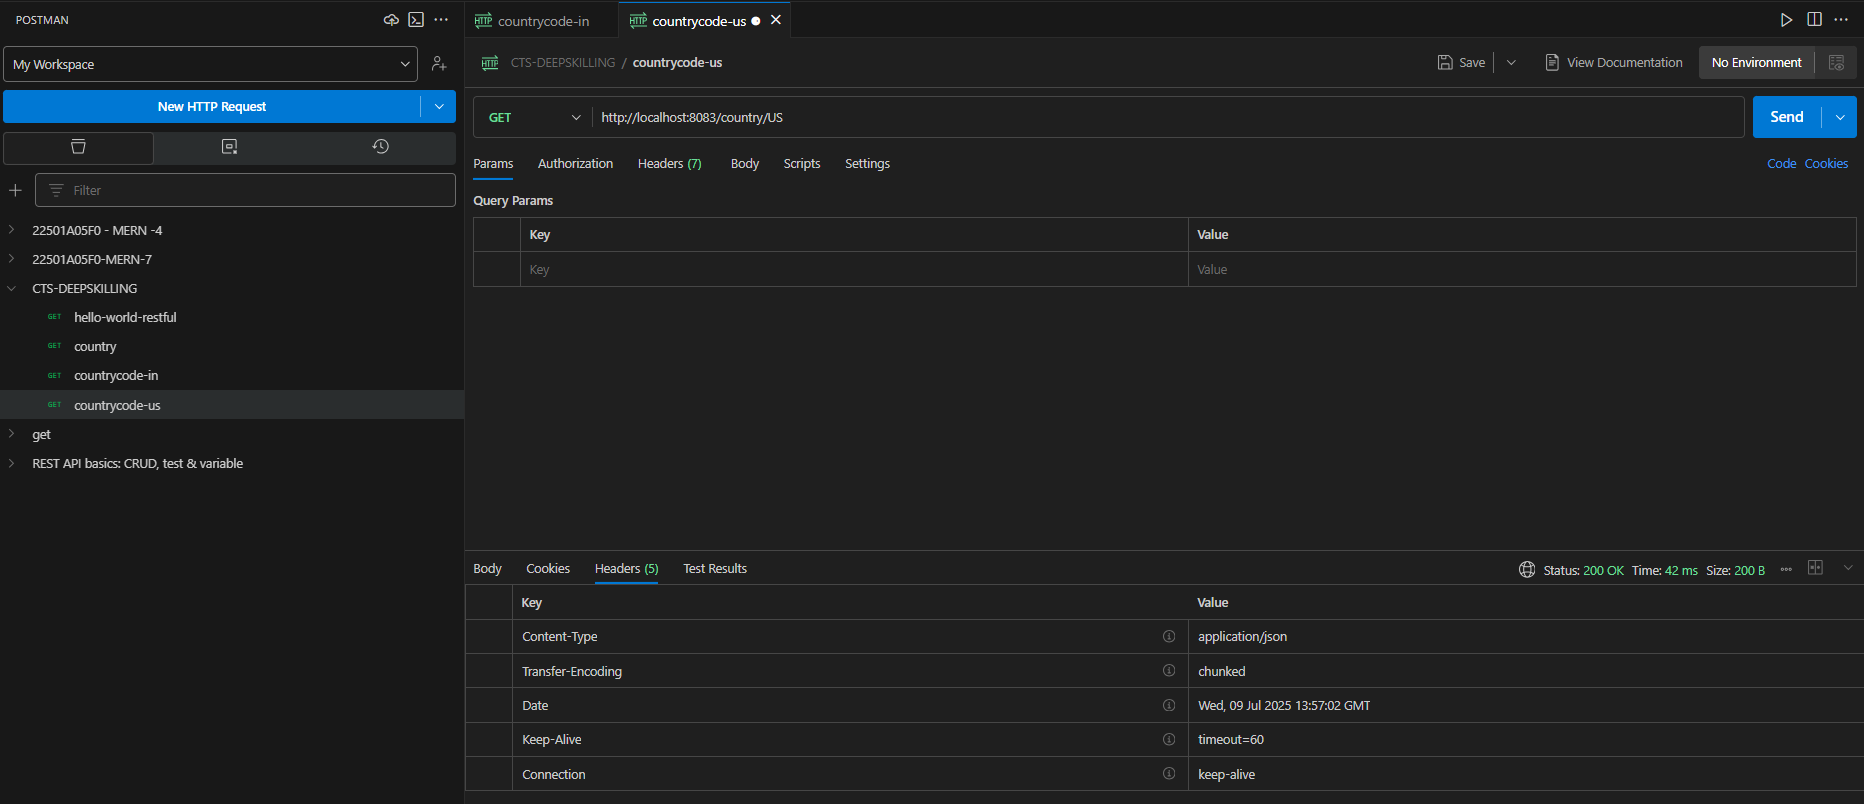 POSTMAN
My Workspace
New HTTP Request
Filter
22501A05F0 - MERN -4
22501A05F0-MERN-7
CTS-DEEPSKILLING
GET hello-world-restful
GET country
GET countrycode-in
GET countrycode-us
get
REST API basics: CRUD, test & variable
HTTP countrycode-in
HTTP countrycode-us
HTTP CTS-DEEPSKILLING / countrycode-us
Save
View Documentation
No Environment
GET http://localhost:8083/country/US
Send
Params Authorization Headers (7) Body Scripts Settings
Code Cookies
Query Params
Key Value
Key Value
Body Cookies Headers (5) Test Results
Status: 200 OK Time: 42 ms Size: 200 B
Key Value
Content-Type application/json
Transfer-Encoding chunked
Date Wed, 09 Jul 2025 13:57:02 GMT
Keep-Alive timeout=60
Connection keep-alive